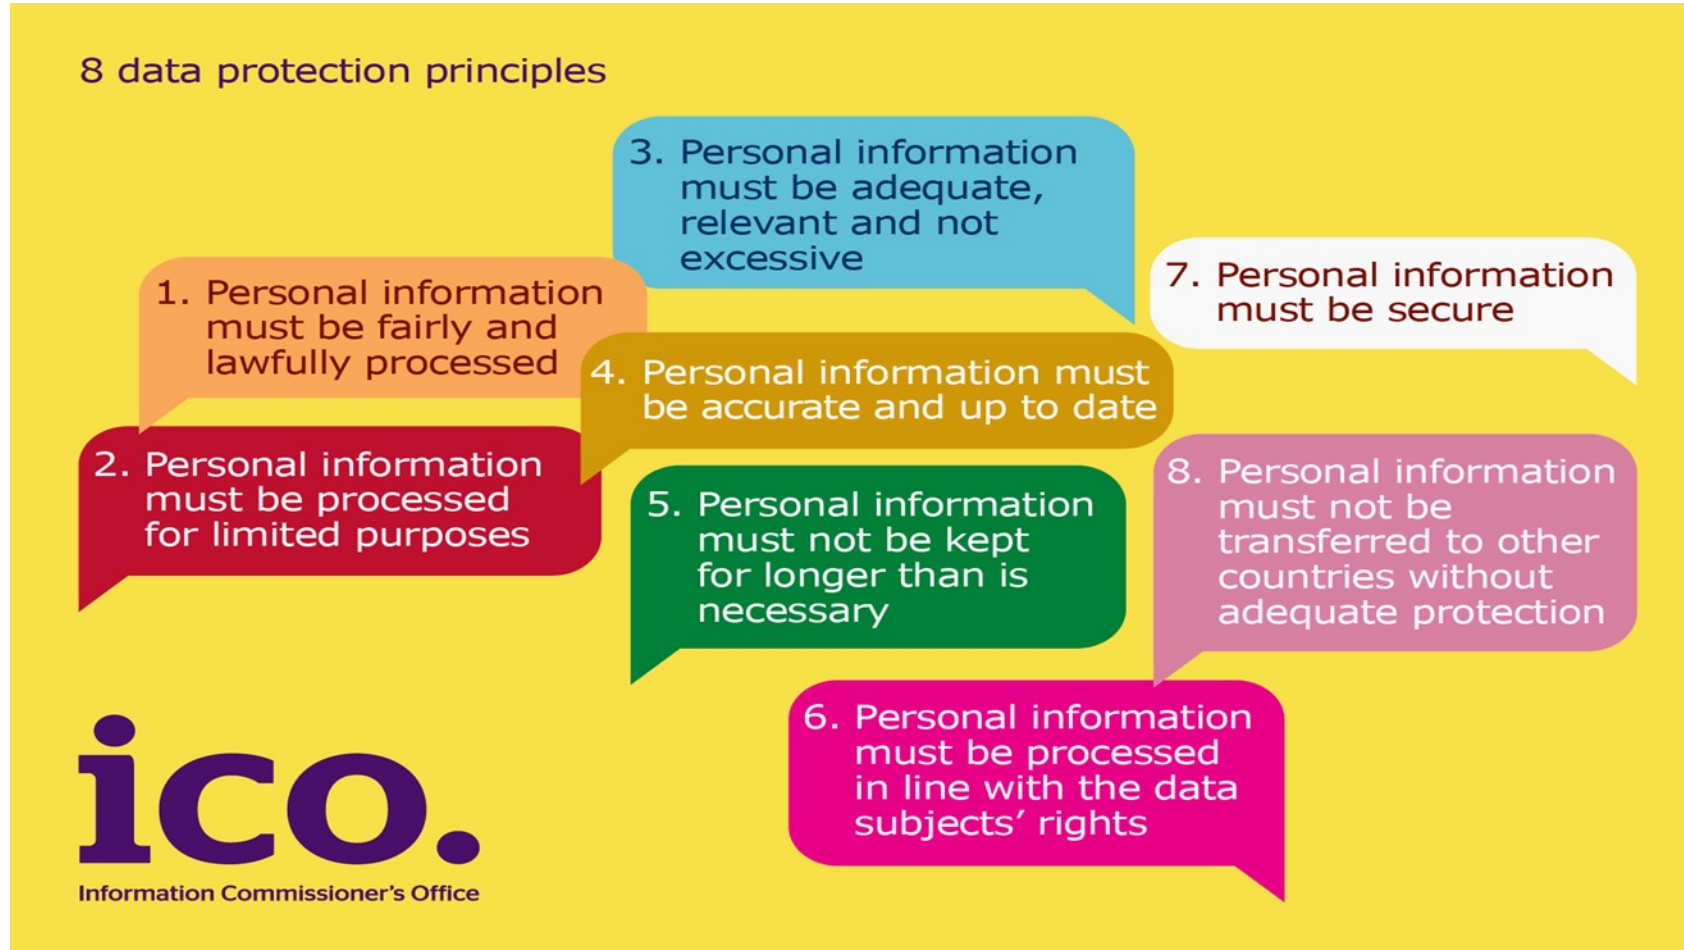 8 data protection principles
1. Personal information
must be fairly and
lawfully processed
2. Personal information
must be processed
for limited purposes
3. Personal information
must be adequate,
relevant and not
excessive
4. Personal information must
be accurate and up to date
5. Personal information
must not be kept
for longer than is
necessary
6. Personal information
must be processed
in line with the data
subjects’ rights
7. Personal information
must be secure
8. Personal information
must not be
transferred to other
countries without
adequate protection
ico.
Information Commissioner’s Office